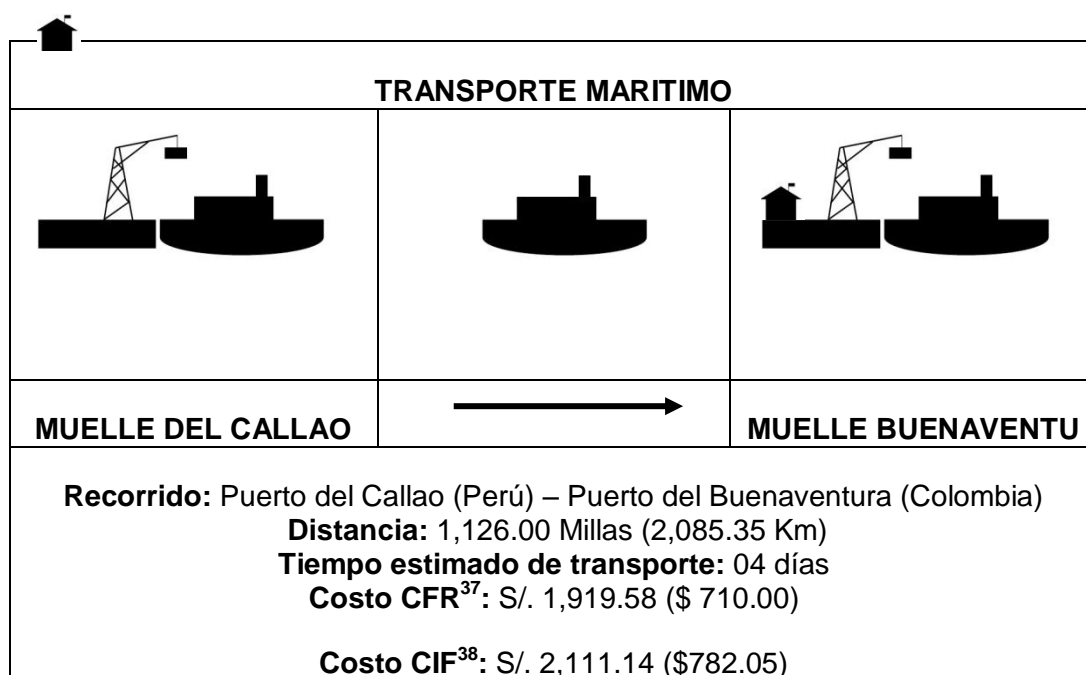 TRANSPORTE MARITIMO
MUELLE DEL CALLAO
MUELLE BUENAVENTU
Recorrido: Puerto del Callao (Perú) – Puerto del Buenaventura (Colombia)
Distancia: 1,126.00 Millas (2,085.35 Km)
Tiempo estimado de transporte: 04 días
Costo CFR³⁷: S/. 1,919.58 ($ 710.00)
Costo CIF³⁸: S/. 2,111.14 ($782.05)